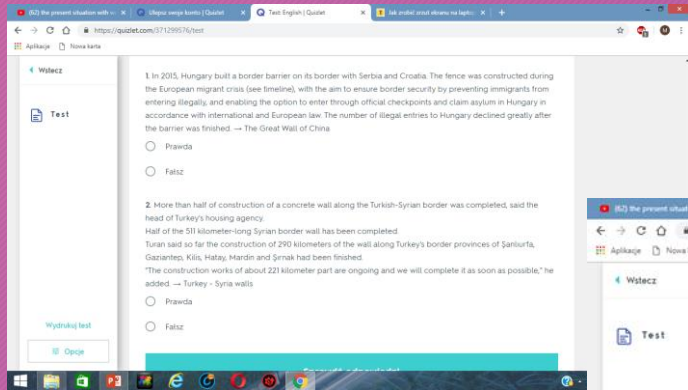 (62) the present situation with w
Ulepsz swoje konto | Quizlet
Test: English | Quizlet
Jak zrobić zrzut ekranu na lapto
https://quizlet.com/371299576/test
Aplikacje Nowa karta
Wstecz
Test
1. In 2015, Hungary built a border barrier on its border with Serbia and Croatia. The fence was constructed during
the European migrant crisis (see timeline), with the aim to ensure border security by preventing immigrants from
entering illegally, and enabling the option to enter through official checkpoints and claim asylum in Hungary in
accordance with international and European law. The number of illegal entries to Hungary declined greatly after
the barrier was finished. → The Great Wall of China
Prawda
Fałsz
2. More than half of construction of a concrete wall along the Turkish-Syrian border was completed, said the
head of Turkey's housing agency.
Half of the 511 kilometer-long Syrian border wall has been completed.
Turan said so far the construction of 290 kilometers of the wall along Turkey's border provinces of Şanlıurfa,
Gaziantep, Kilis, Hatay, Mardin and Şırnak had been finished.
"The construction works of about 221 kilometer part are ongoing and we will complete it as soon as possible," he
added. → Turkey - Syria walls
Prawda
Fałsz
Wydrukuj test
Opcje
(62) the present situat
Aplikacje Nowa
Wstecz
Test